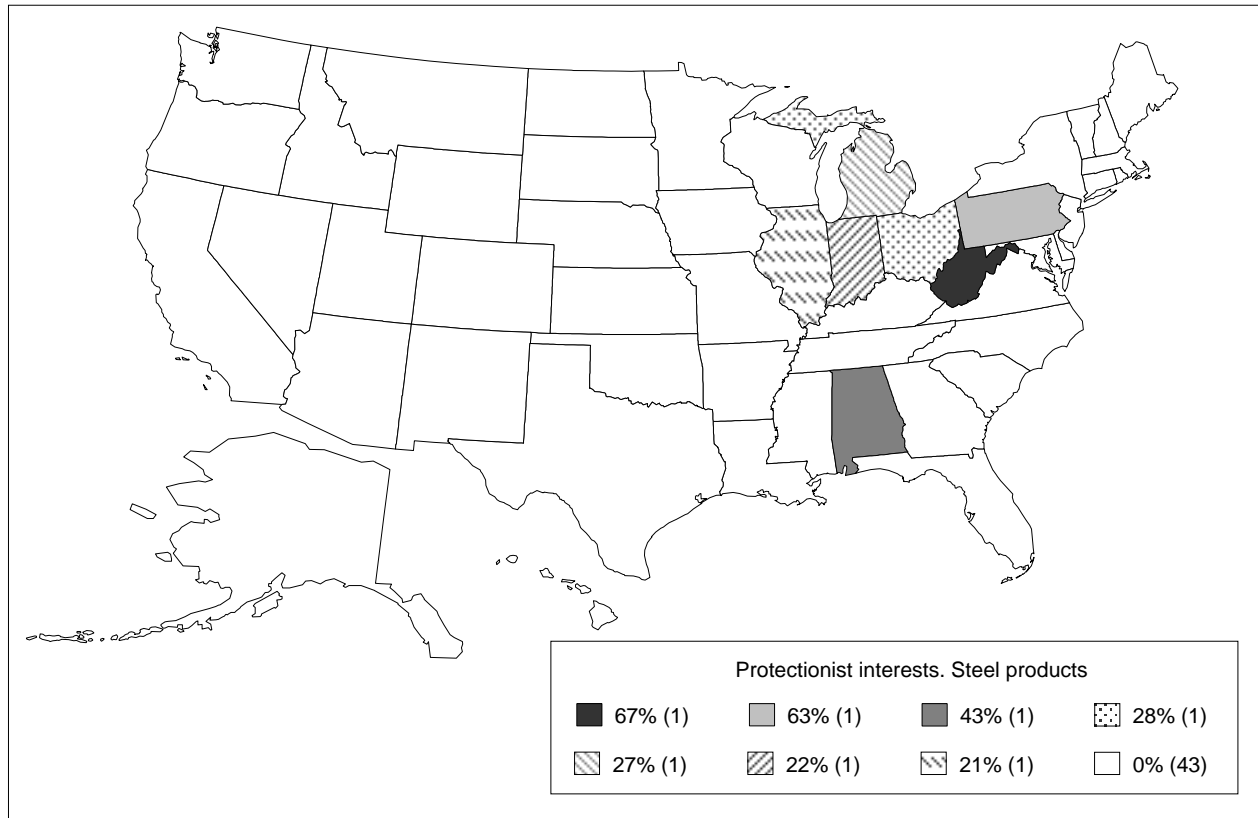 Protectionist interests. Steel products
67% (1) 63% (1) 43% (1) 28% (1)
27% (1) 22% (1) 21% (1) 0% (43)